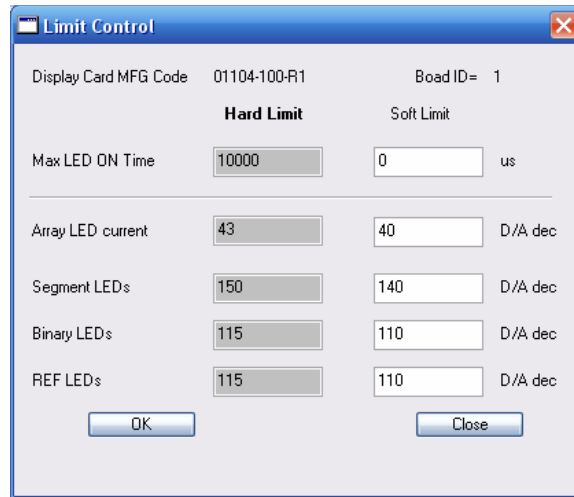 Limit Control
Display Card MFG Code 01104-100-R1 Boad ID= 1
Hard Limit Soft Limit
Max LED ON Time 10000 0 us
Array LED current 43 40 D/A dec
Segment LEDs 150 140 D/A dec
Binary LEDs 115 110 D/A dec
REF LEDs 115 110 D/A dec
OK Close